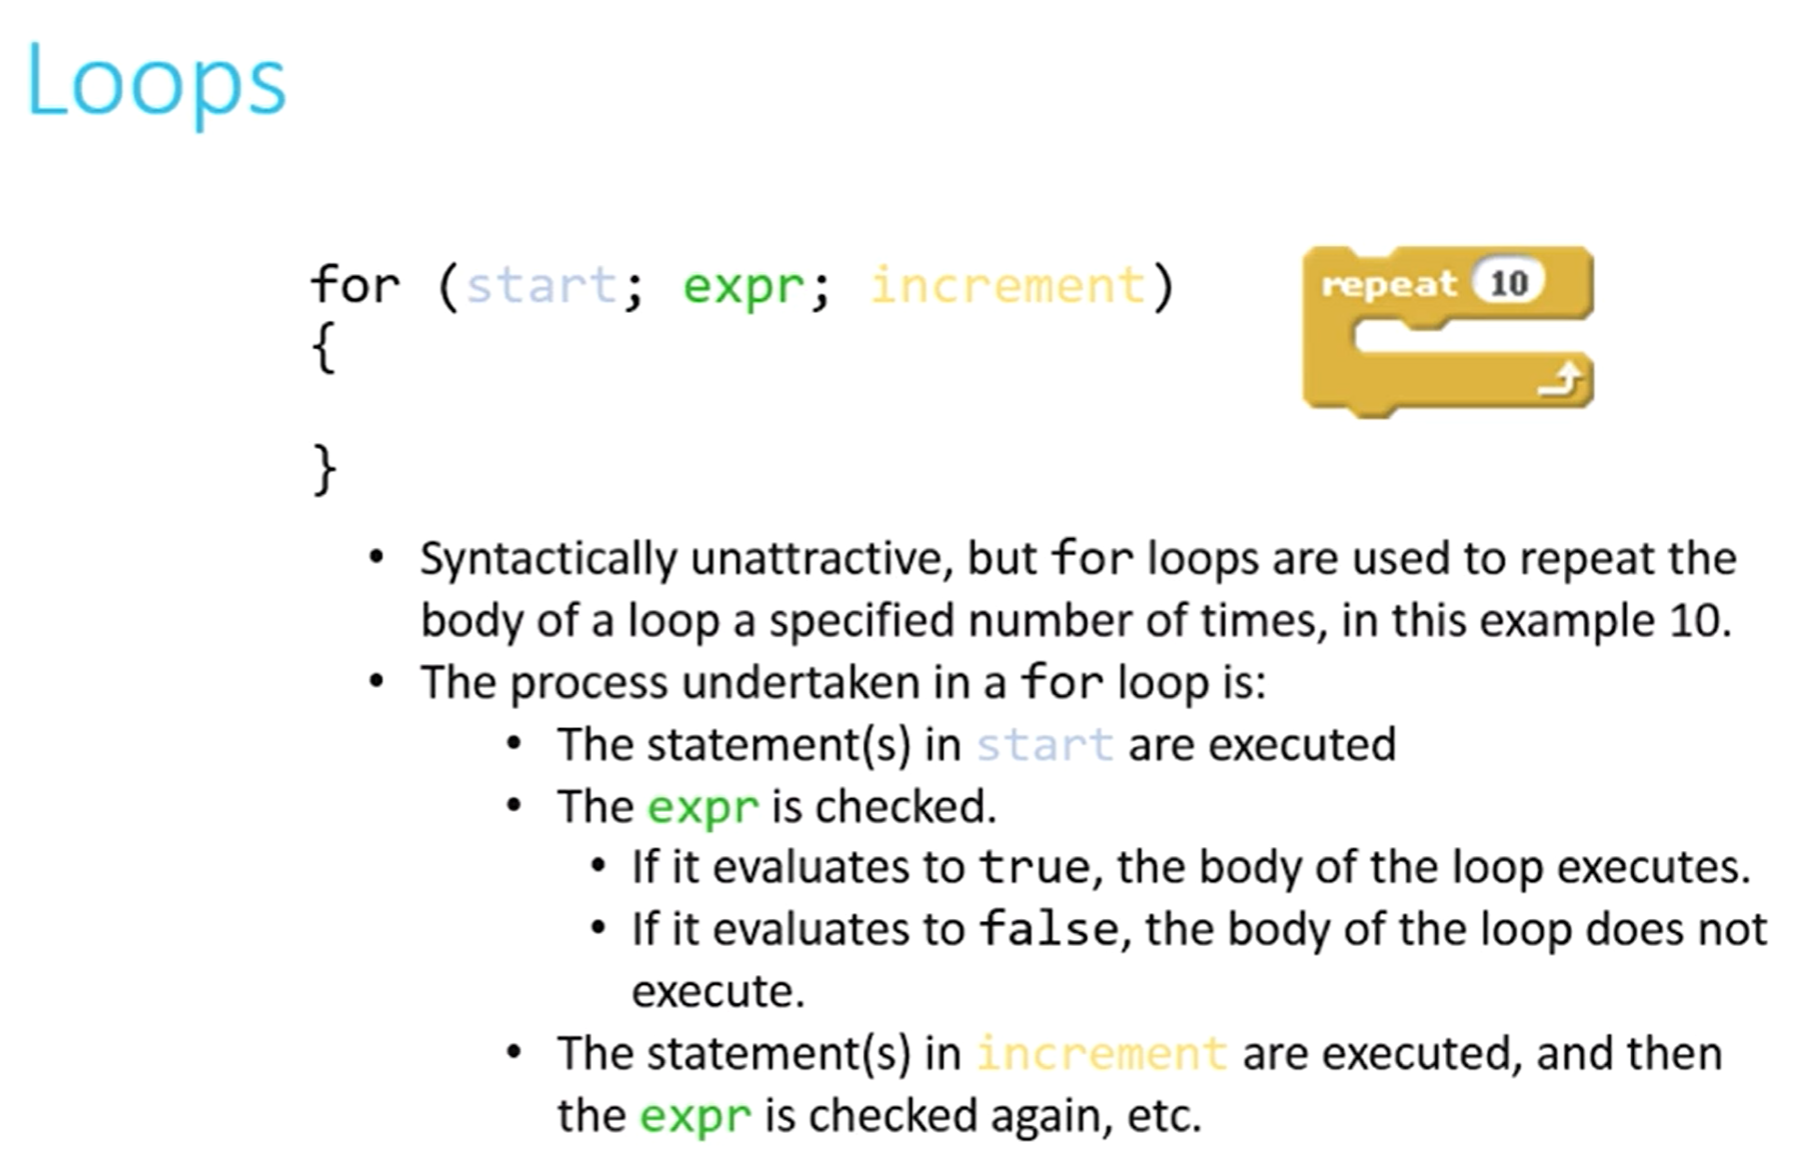 Loops
for (start; expr; increment)
{
}
repeat 10
• Syntactically unattractive, but for loops are used to repeat the
body of a loop a specified number of times, in this example 10.
• The process undertaken in a for loop is:
• The statement(s) in start are executed
• The expr is checked.
• If it evaluates to true, the body of the loop executes.
• If it evaluates to false, the body of the loop does not
execute.
• The statement(s) in increment are executed, and then
the expr is checked again, etc.